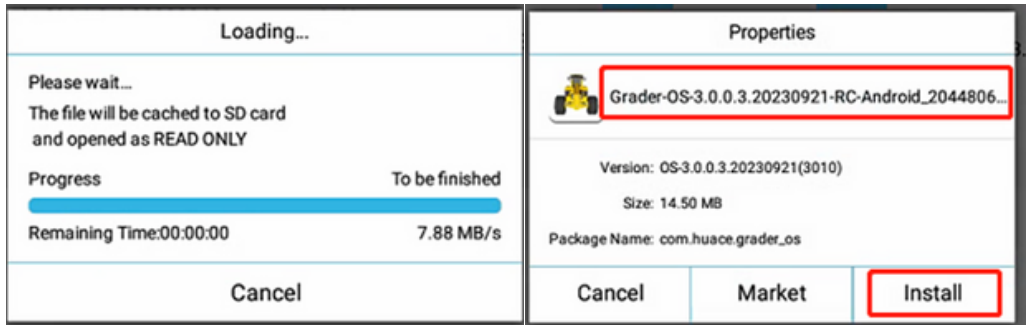 Loading...
Please wait...
The file will be cached to SD card
and opened as READ ONLY
Progress To be finished
Remaining Time:00:00:00 7.88 MB/s
Cancel
Properties
Grader-OS-3.0.0.3.20230921-RC-Android_2044806...
Version: OS-3.0.0.3.20230921(3010)
Size: 14.50 MB
Package Name: com.huace.grader_os
Cancel Market Install